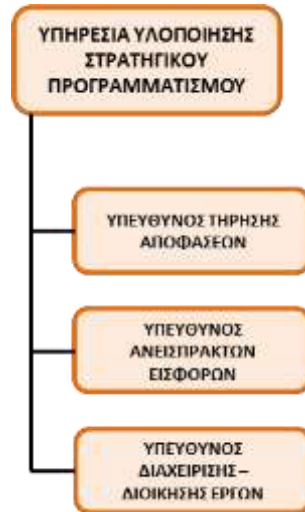 ΥΠΗΡΕΣΙΑ ΥΛΟΠΟΙΗΣΗΣ
ΣΤΡΑΤΗΓΙΚΟΥ
ΠΡΟΓΡΑΜΜΑΤΙΣΜΟΥ
ΥΠΕΥΘΥΝΟΣ ΤΗΡΗΣΗΣ
ΑΠΟΦΑΣΕΩΝ
ΥΠΕΥΘΥΝΟΣ
ΑΝΕΙΣΠΡΑΚΤΩΝ
ΕΙΣΦΟΡΩΝ
ΥΠΕΥΘΥΝΟΣ
ΔΙΑΧΕΙΡΙΣΗΣ –
ΔΙΟΙΚΗΣΗΣ ΕΡΓΩΝ